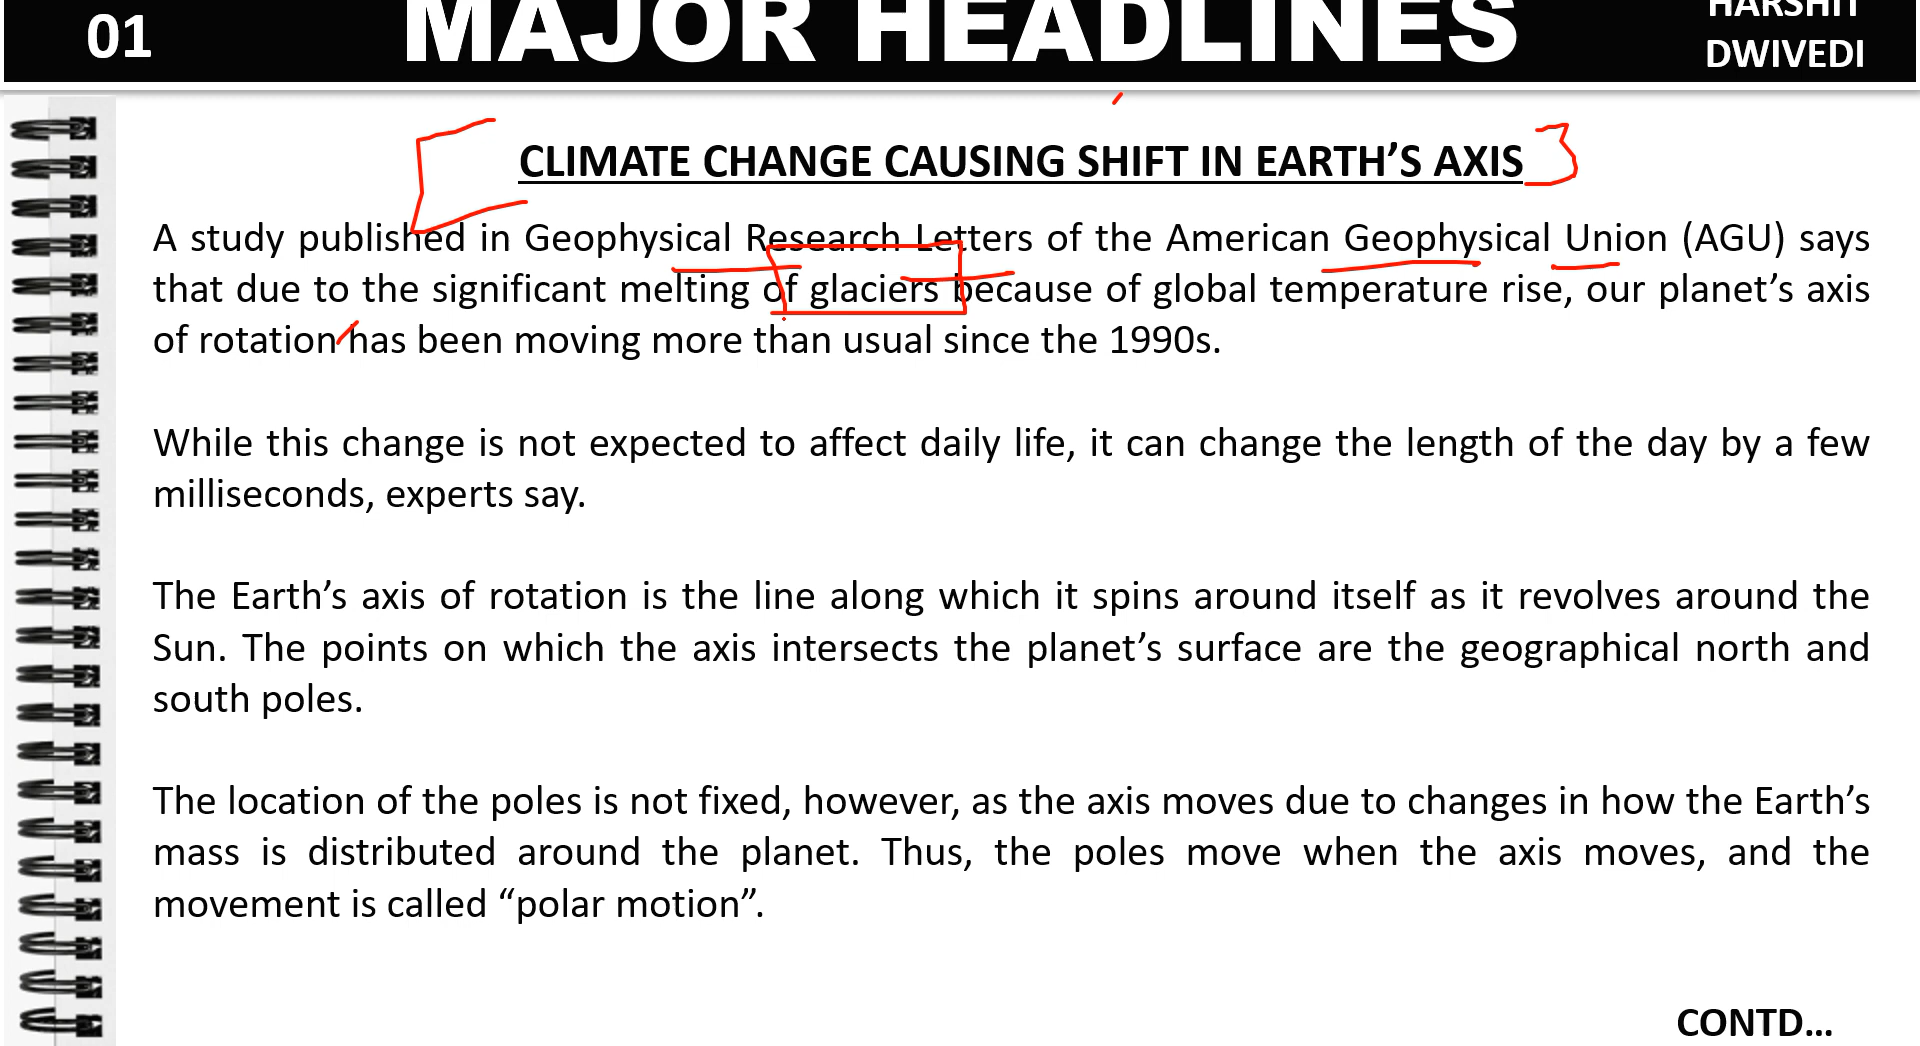 01
MAJOR HEADLINES
HARSHIT
DWIVEDI
CLIMATE CHANGE CAUSING SHIFT IN EARTH’S AXIS
A study published in Geophysical Research Letters of the American Geophysical Union (AGU) says
that due to the significant melting of glaciers because of global temperature rise, our planet’s axis
of rotation has been moving more than usual since the 1990s.
While this change is not expected to affect daily life, it can change the length of the day by a few
milliseconds, experts say.
The Earth’s axis of rotation is the line along which it spins around itself as it revolves around the
Sun. The points on which the axis intersects the planet’s surface are the geographical north and
south poles.
The location of the poles is not fixed, however, as the axis moves due to changes in how the Earth’s
mass is distributed around the planet. Thus, the poles move when the axis moves, and the
movement is called “polar motion”.
CONTD...